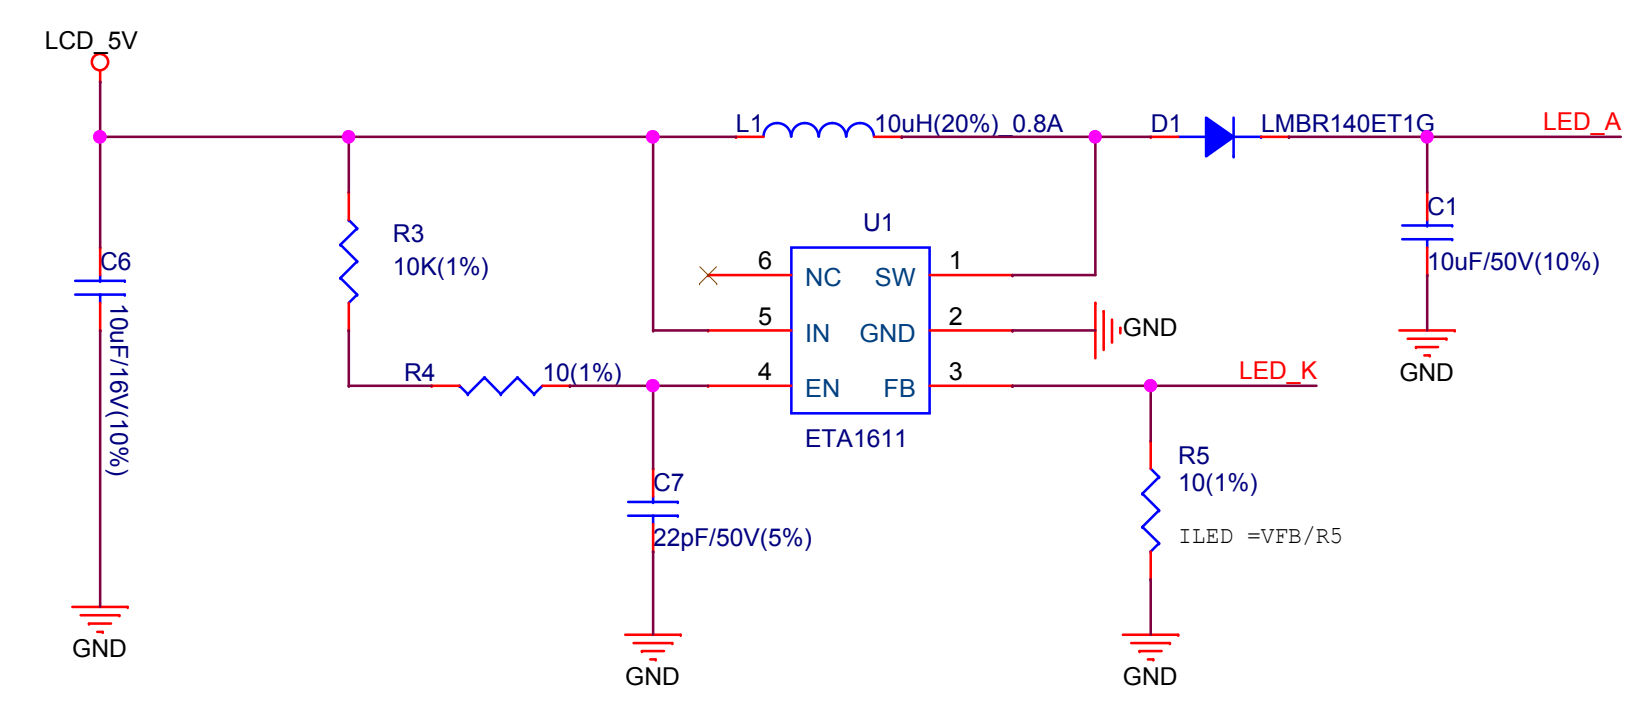 LCD_5V
L1
10uH(20%)_0.8A
D1
LMBR140ET1G
LED_A
C1
10uF/50V(10%)
GND
C6
10uF/16V(10%)
GND
R3
10K(1%)
R4
10(1%)
U1
6
NC
SW
1
5
IN
GND
2
GND
4
EN
FB
3
LED_K
ETA1611
C7
22pF/50V(5%)
GND
R5
10(1%)
ILED =VFB/R5
GND